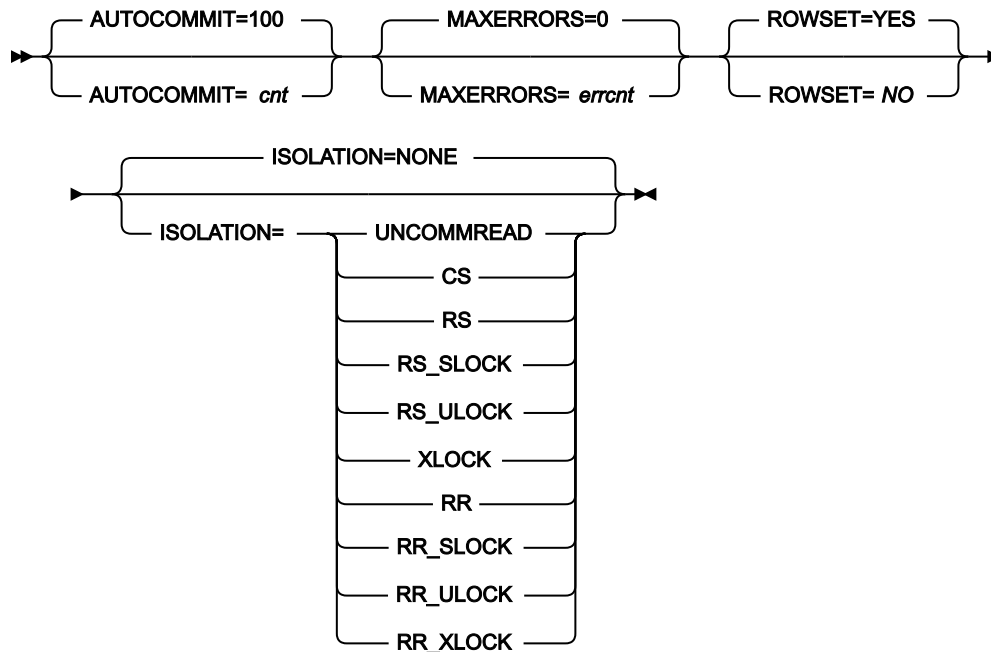 AUTOCOMMIT=100 MAXERRORS=0 ROWSET=YES
AUTOCOMMIT= cnt MAXERRORS= errcnt ROWSET= NO
ISOLATION=NONE
ISOLATION= UNCOMMREAD
CS
RS
RS_SLOCK
RS_ULOCK
XLOCK
RR
RR_SLOCK
RR_ULOCK
RR_XLOCK